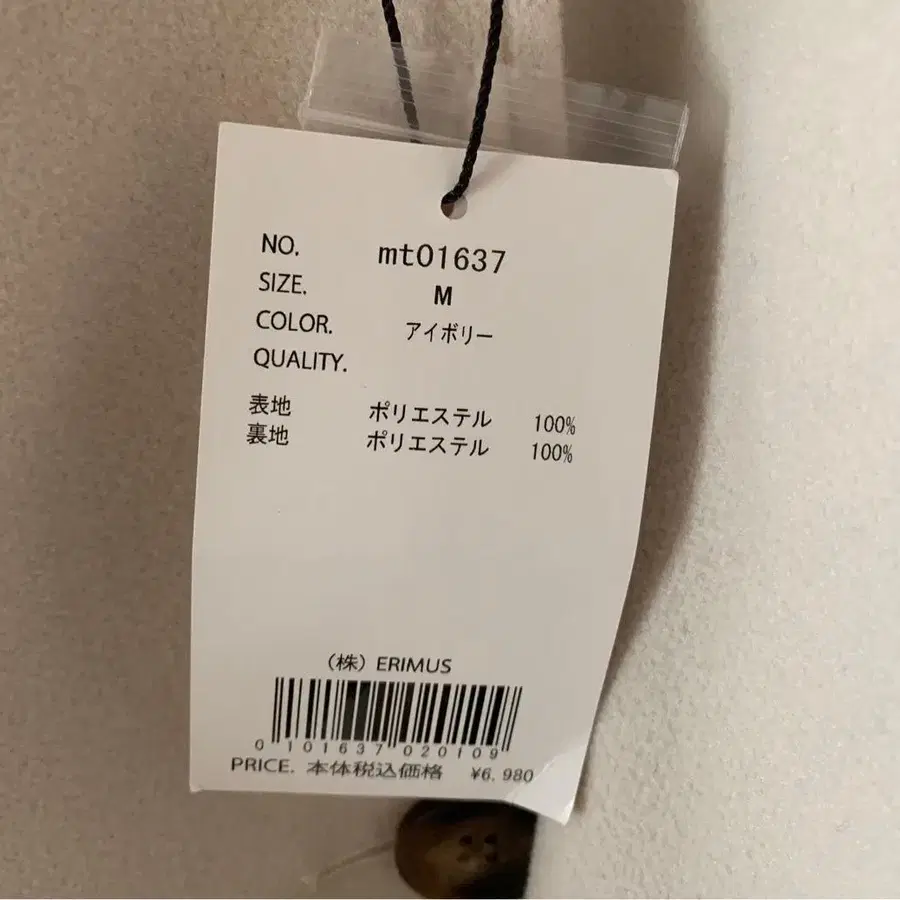 NO. mt01637
SIZE. M
COLOR. アイボリー
QUALITY.
表地 ポリエステル 100%
裏地 ポリエステル 100%
(株) ERIMUS
0 101637 020109
PRICE. 本体税込価格 ¥6,980